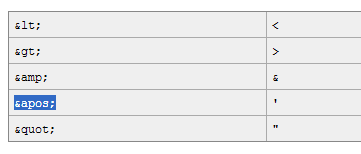 &lt; <
&gt; >
&amp; &
&apos; '
&quot; "